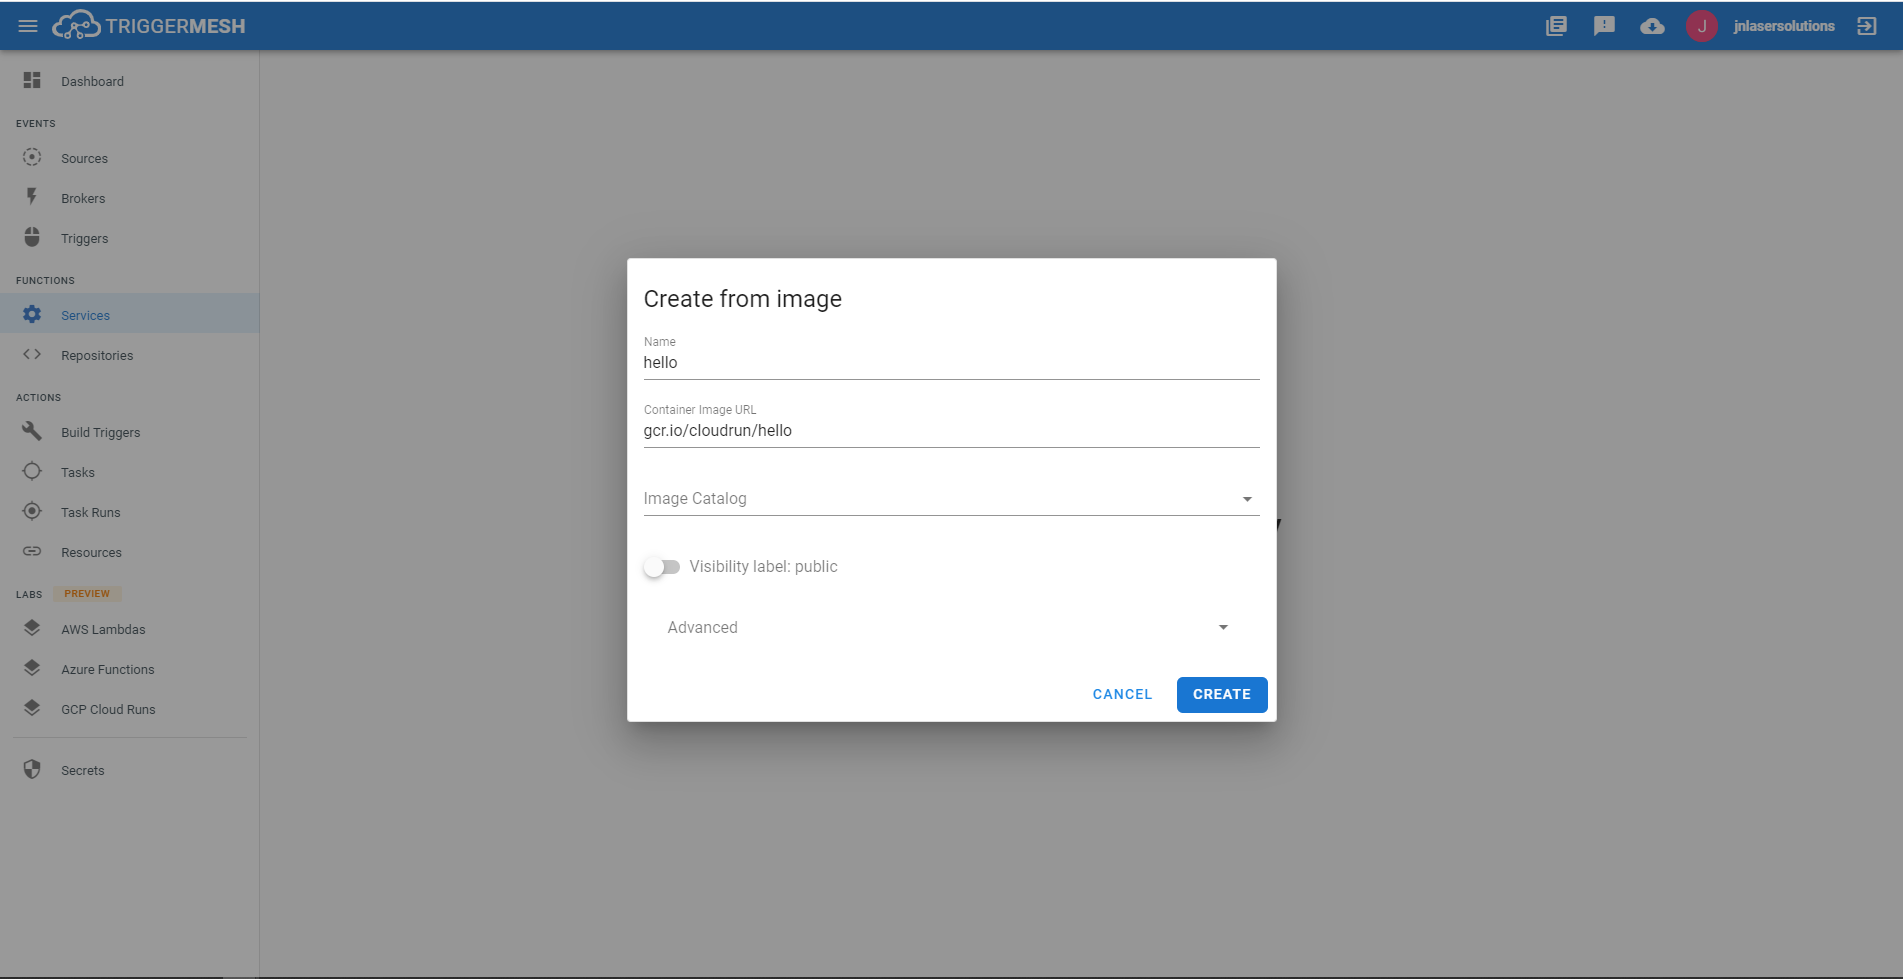 TRIGGERMESH
J
jnlasersolutions
Dashboard
EVENTS
Sources
Brokers
Triggers
FUNCTIONS
Services
Repositories
ACTIONS
Build Triggers
Tasks
Task Runs
Resources
LABS PREVIEW
AWS Lambdas
Azure Functions
GCP Cloud Runs
Secrets
Create from image
Name
hello
Container Image URL
gcr.io/cloudrun/hello
Image Catalog
Visibility label: public
Advanced
CANCEL CREATE